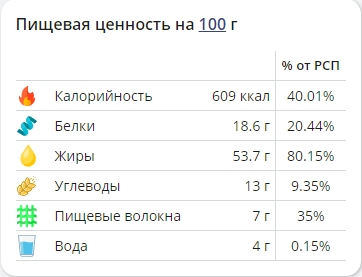 Пищевая ценность на 100 г
% от РСП
Калорийность 609 ккал 40.01%
Белки 18.6 г 20.44%
Жиры 53.7 г 80.15%
Углеводы 13 г 9.35%
Пищевые волокна 7 г 35%
Вода 4 г 0.15%